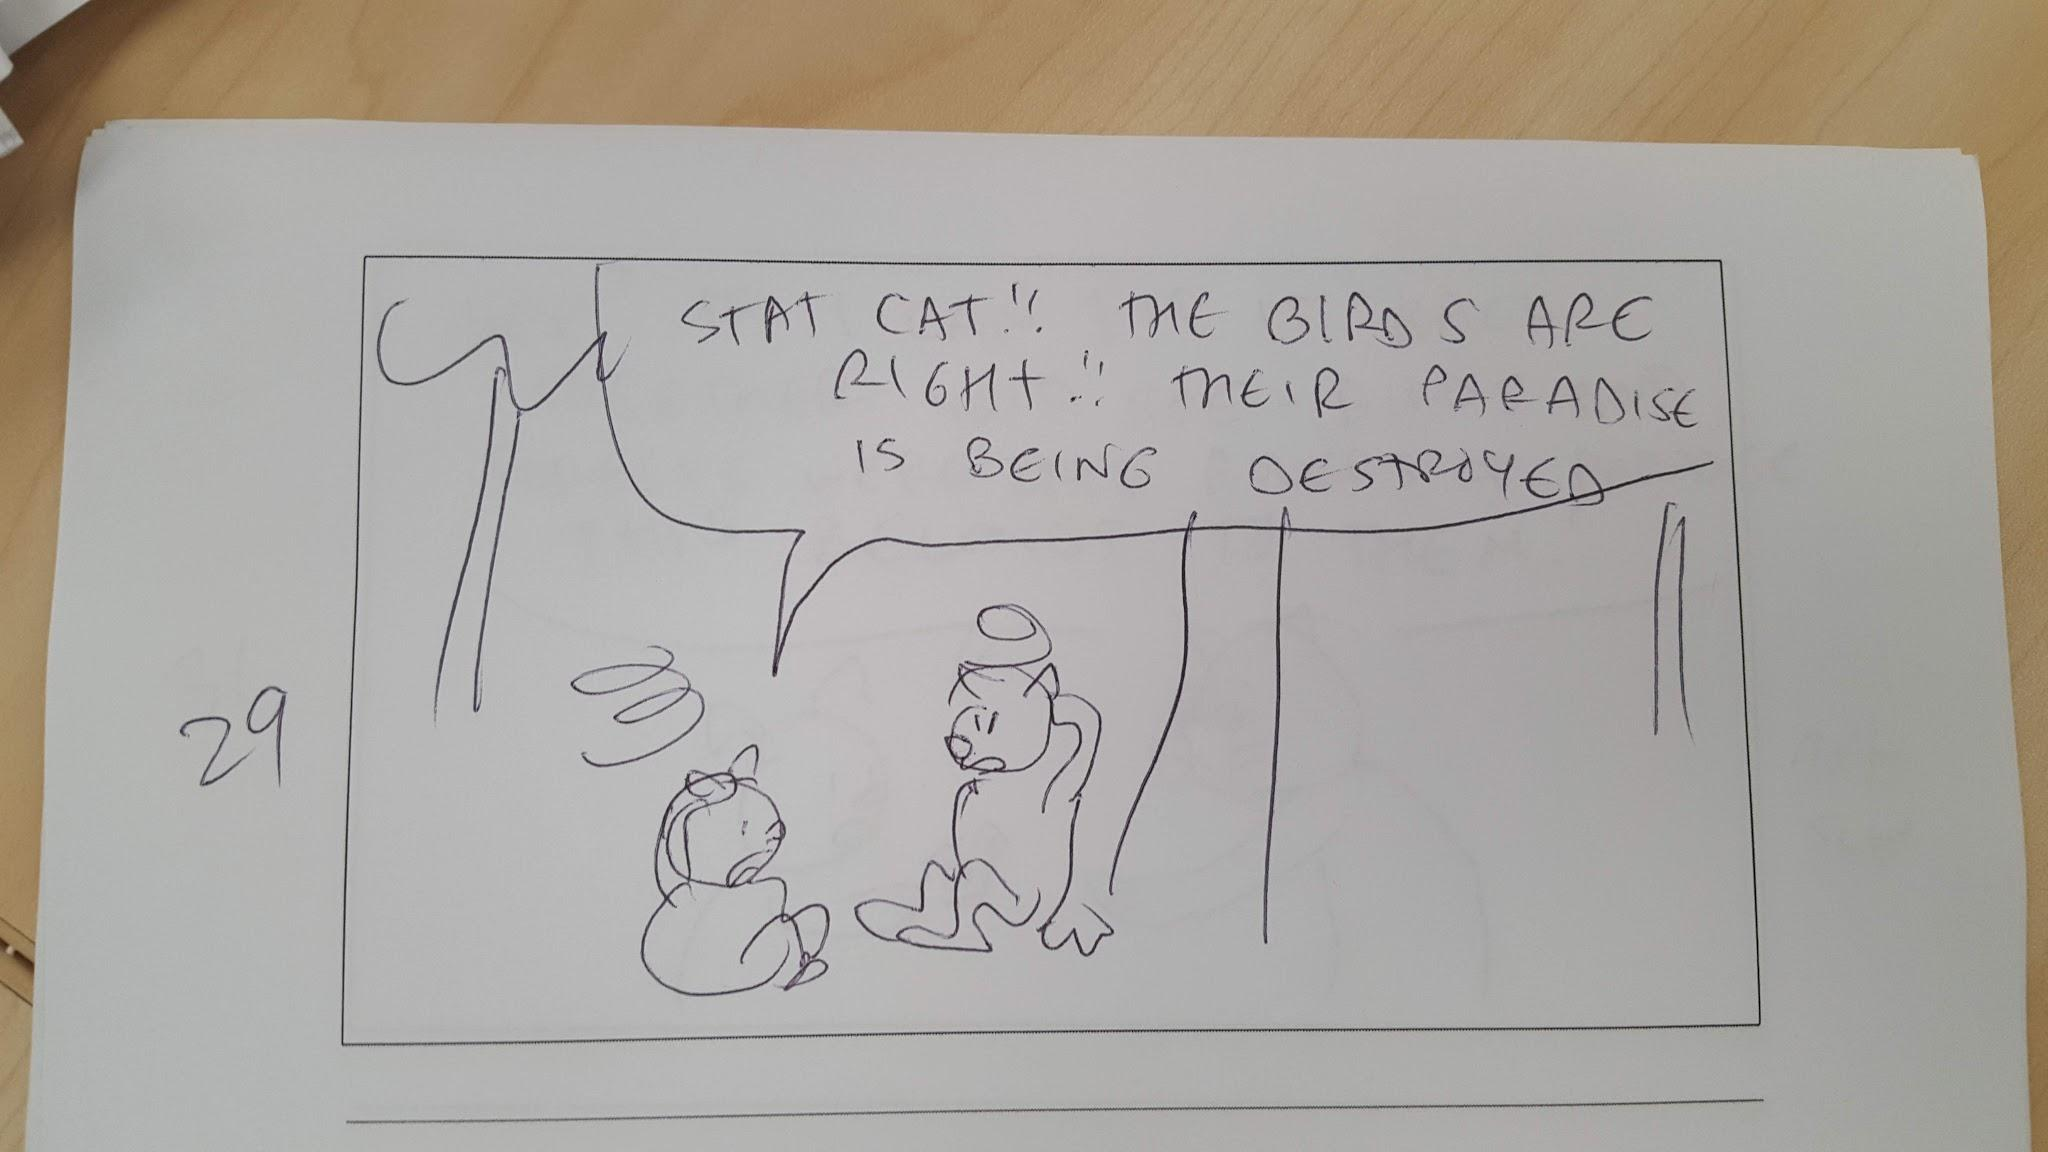 STAT CAT!! THE BIRDS ARE
RIGHT!! THEIR PARADISE
IS BEING DESTROYED
29